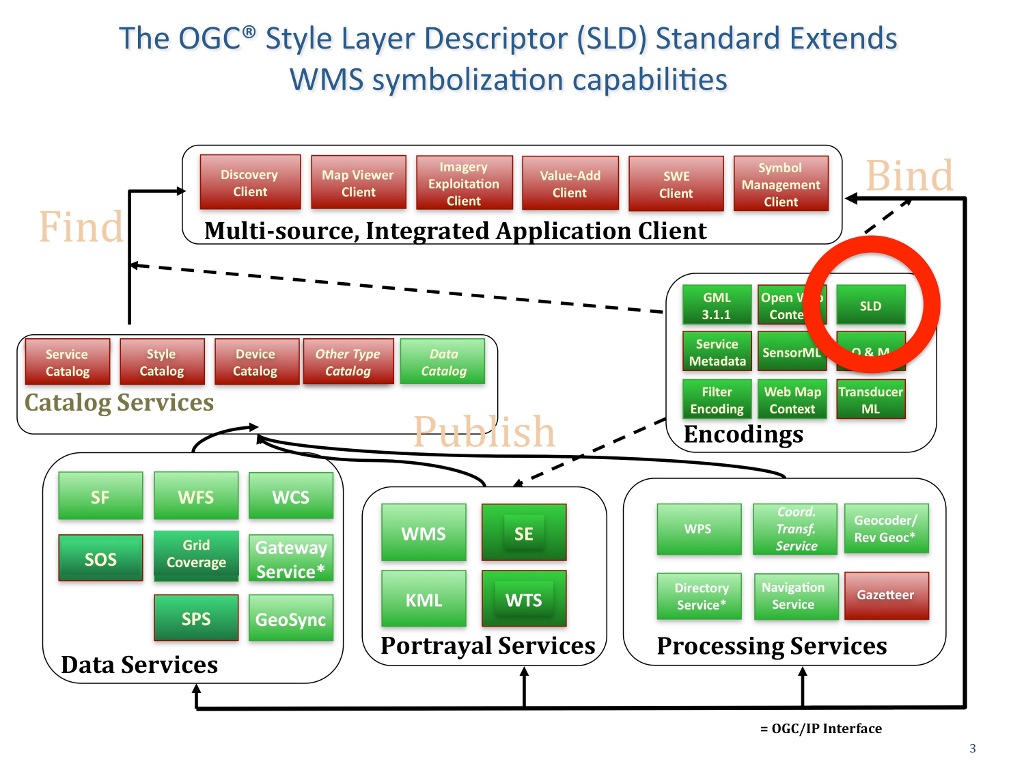 The OGC® Style Layer Descriptor (SLD) Standard Extends
WMS symbolization capabilities
Discovery
Client
Map Viewer
Client
Imagery
Exploitation
Client
Value-Add
Client
SWE
Client
Symbol
Management
Client
Multi-source, Integrated Application Client
Bind
Find
GML
3.1.1
Open
SLD
Service
Metadata
SensorML
O & M
Filter
Encoding
Web Map
Context
Transducer
ML
Encodings
Service
Catalog
Style
Catalog
Device
Catalog
Other Type
Catalog
Data
Catalog
Catalog Services
Publish
SF
WFS
WCS
SOS
Grid
Coverage
Gateway
Service*
SPS
GeoSync
Data Services
WMS
SE
KML
WTS
Portrayal Services
WPS
Coord.
Transf.
Service
Geocoder/
Rev Geoc*
Directory
Service*
Navigation
Service
Gazetteer
Processing Services
= OGC/IP Interface
3